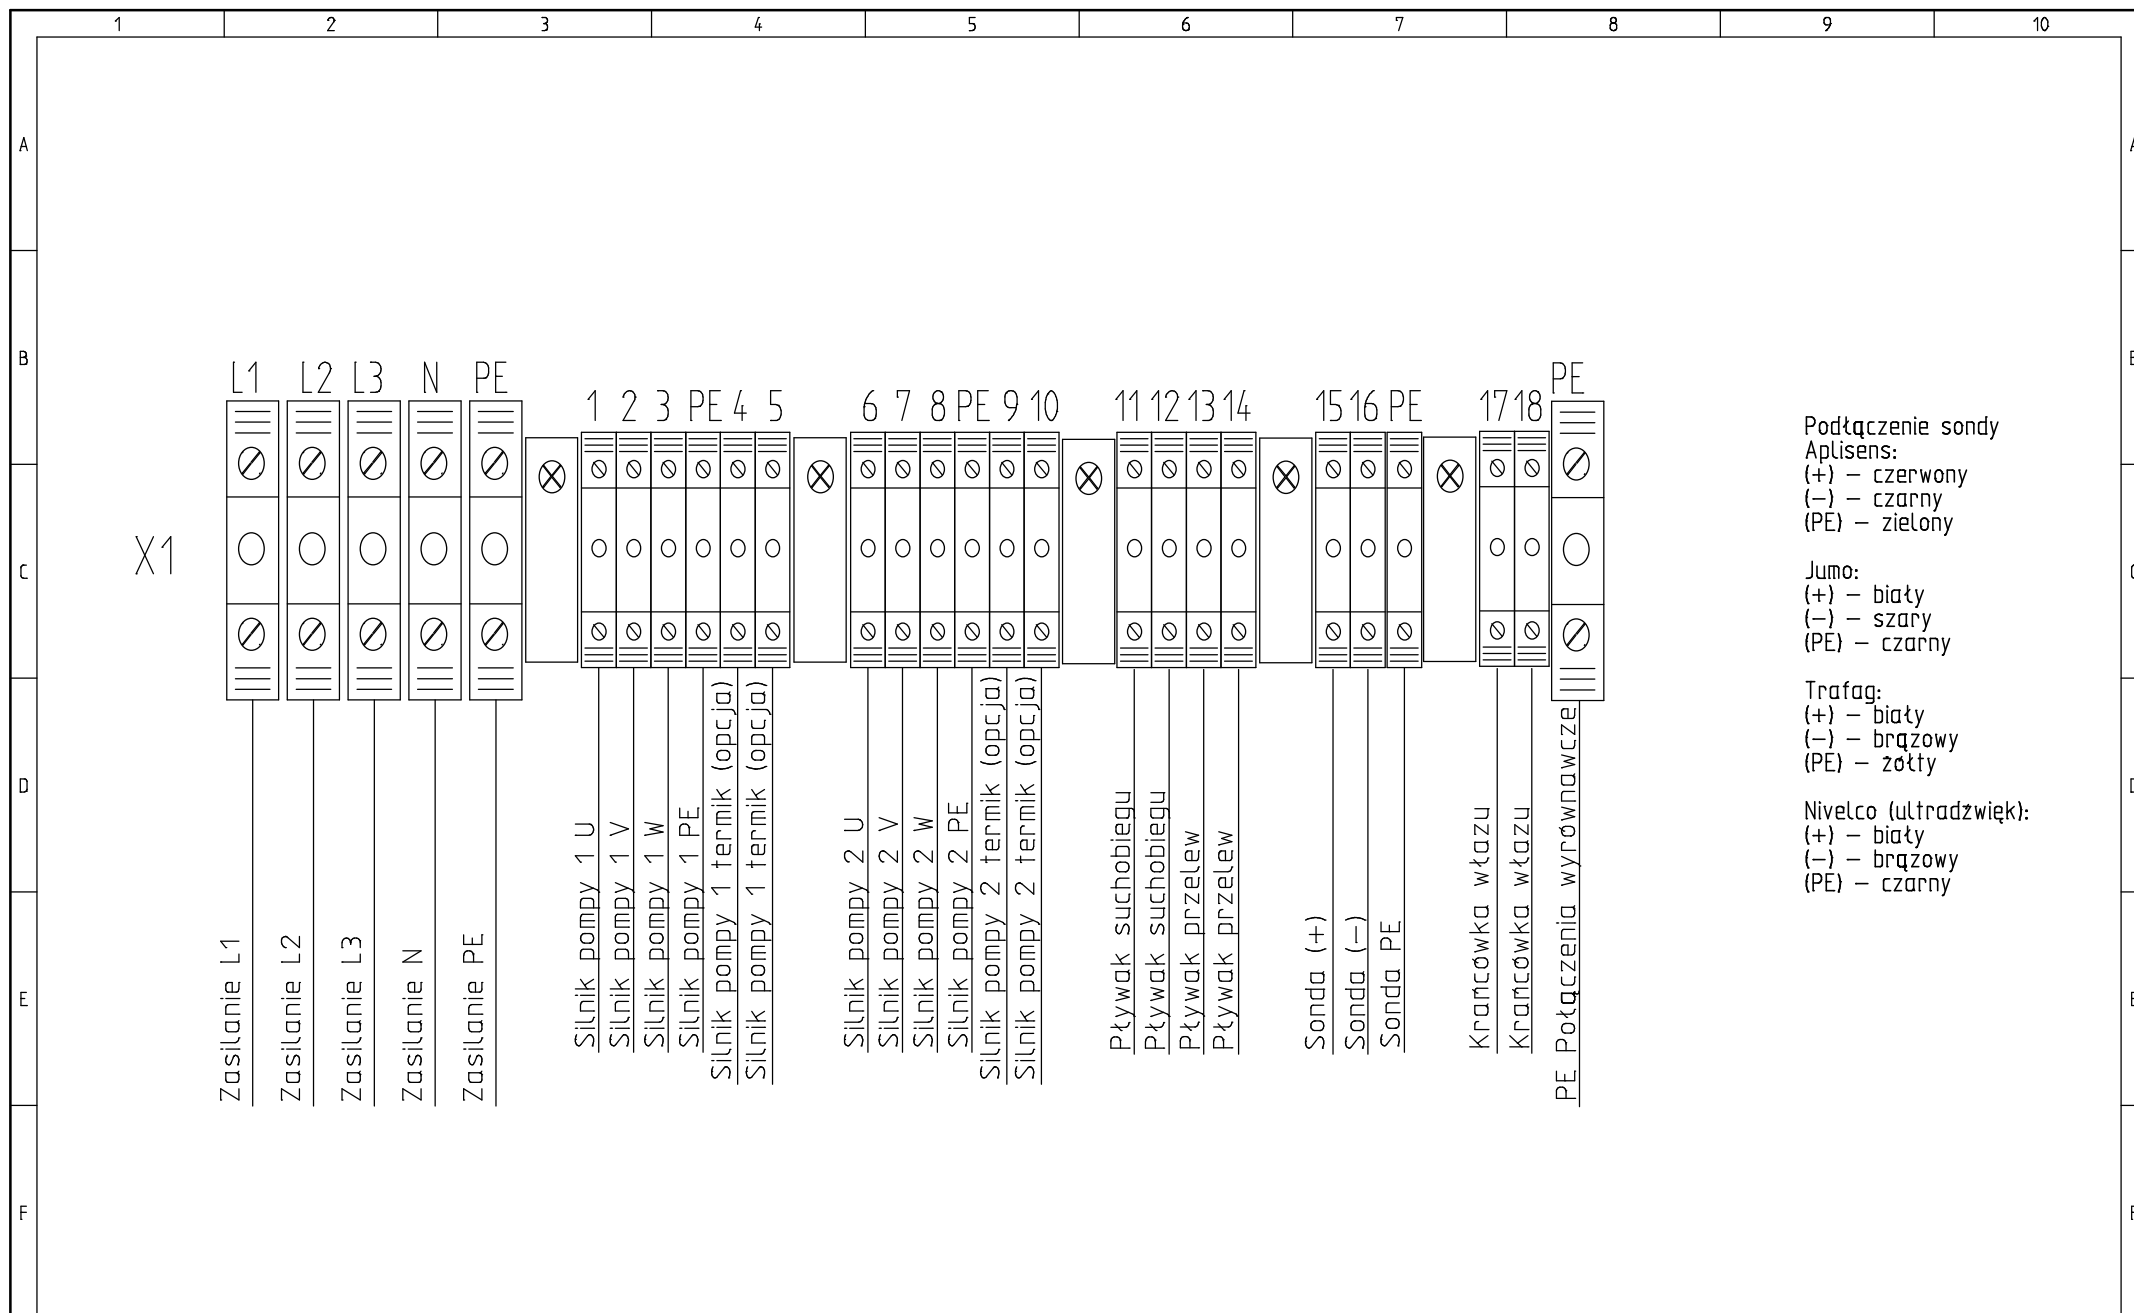 1 2 3 4 5 6 7 8 9 10
A
B
C
D
E
F
X1
L1 L2 L3 N PE
1 2 3 PE 4 5
6 7 8 PE 9 10
11 12 13 14
15 16 PE
17 18
PE
Zasilanie L1
Zasilanie L2
Zasilanie L3
Zasilanie N
Zasilanie PE
Silnik pompy 1 U
Silnik pompy 1 V
Silnik pompy 1 W
Silnik pompy 1 PE
Silnik pompy 1 termik (opcja)
Silnik pompy 1 termik (opcja)
Silnik pompy 2 U
Silnik pompy 2 V
Silnik pompy 2 W
Silnik pompy 2 PE
Silnik pompy 2 termik (opcja)
Silnik pompy 2 termik (opcja)
Pływak suchobiegu
Pływak suchobiegu
Pływak przelew
Pływak przelew
Sonda (+)
Sonda (−)
Sonda PE
Krańcówka włazu
Krańcówka włazu
PE Połączenia wyrównawcze
Podłączenie sondy
Aplisens:
(+) − czerwony
(−) − czarny
(PE) − zielony
Jumo:
(+) − biały
(−) − szary
(PE) − czarny
Trafag:
(+) − biały
(−) − brązowy
(PE) − żółty
Nivelco (ultradźwięk):
(+) − biały
(−) − brązowy
(PE) − czarny